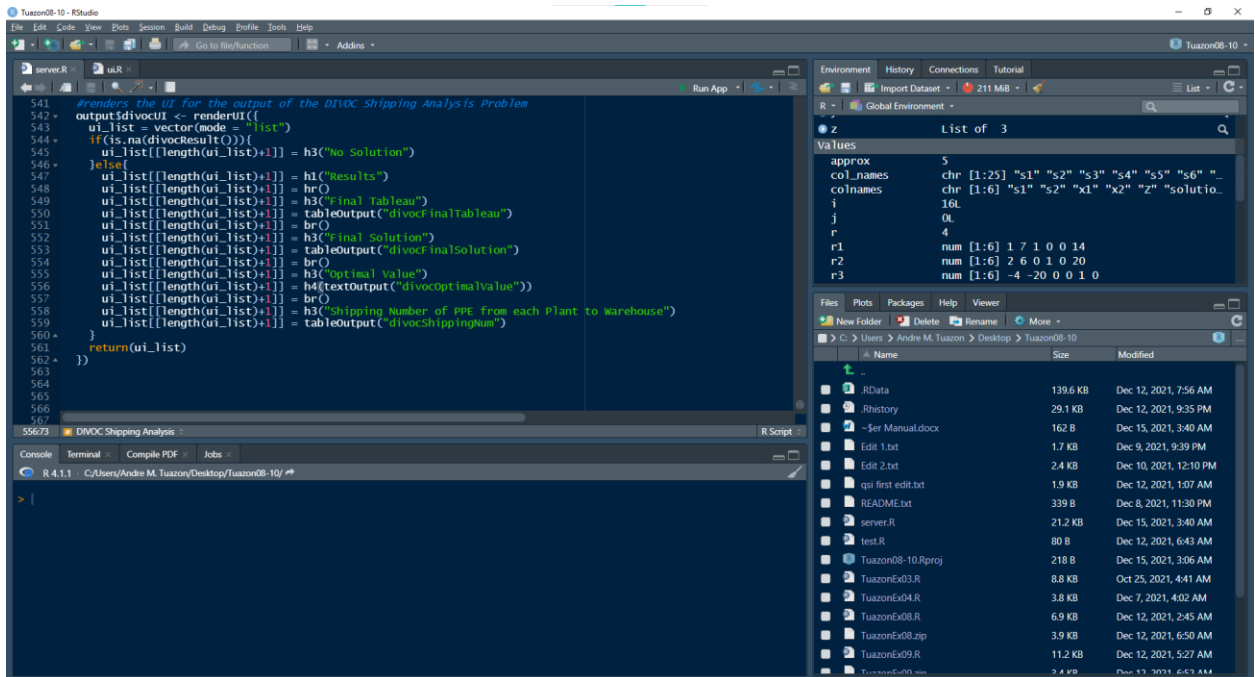 Tuazon08-10 - RStudio
File Edit Code View Plots Session Build Debug Profile Tools Help
Go to file/function Addins Tuazon08-10
server.R ui.R
Run App
541 #renders the UI for the output of the DIVOC Shipping Analysis Problem
542 output$divocUI <- renderUI({
543 ui_list = vector(mode = "list")
544 if(is.na(divocResult())){
545 ui_list[[length(ui_list)+1]] = h3("No Solution")
546 }else{
547 ui_list[[length(ui_list)+1]] = h1("Results")
548 ui_list[[length(ui_list)+1]] = hr()
549 ui_list[[length(ui_list)+1]] = h3("Final Tableau")
550 ui_list[[length(ui_list)+1]] = tableOutput("divocFinalTableau")
551 ui_list[[length(ui_list)+1]] = br()
552 ui_list[[length(ui_list)+1]] = h3("Final Solution")
553 ui_list[[length(ui_list)+1]] = tableOutput("divocFinalSolution")
554 ui_list[[length(ui_list)+1]] = br()
555 ui_list[[length(ui_list)+1]] = h3("Optimal Value")
556 ui_list[[length(ui_list)+1]] = h4(textOutput("divocOptimalValue"))
557 ui_list[[length(ui_list)+1]] = br()
558 ui_list[[length(ui_list)+1]] = h3("Shipping Number of PPE from each Plant to Warehouse")
559 ui_list[[length(ui_list)+1]] = tableOutput("divocShippingNum")
560 }
561 return(ui_list)
562 })
563
564
565
566
567
556:73 DIVOC Shipping Analysis R Script
Console Terminal Compile PDF Jobs
R 4.1.1 · C:/Users/Andre M. Tuazon/Desktop/Tuazon08-10/
>
Environment History Connections Tutorial
Import Dataset 211 MiB List
R Global Environment
z List of 3
Values
approx 5
col_names chr [1:25] "s1" "s2" "s3" "s4" "s5" "s6" "…
colnames chr [1:6] "s1" "s2" "x1" "x2" "Z" "solutio…
i 16L
j 0L
r 4
r1 num [1:6] 1 7 1 0 0 14
r2 num [1:6] 2 6 0 1 0 20
r3 num [1:6] -4 -20 0 0 1 0
Files Plots Packages Help Viewer
New Folder Delete Rename More
C: Users Andre M. Tuazon Desktop Tuazon08-10
Name Size Modified
..
.RData 139.6 KB Dec 12, 2021, 7:56 AM
.Rhistory 29.1 KB Dec 12, 2021, 9:35 PM
~$er Manual.docx 162 B Dec 15, 2021, 3:40 AM
Edit 1.txt 1.7 KB Dec 9, 2021, 9:39 PM
Edit 2.txt 2.4 KB Dec 10, 2021, 12:10 PM
qsi first edit.txt 1.9 KB Dec 12, 2021, 1:07 AM
README.txt 339 B Dec 8, 2021, 11:30 PM
server.R 21.2 KB Dec 15, 2021, 3:40 AM
test.R 80 B Dec 12, 2021, 6:43 AM
Tuazon08-10.Rproj 218 B Dec 15, 2021, 3:06 AM
TuazonEx03.R 8.8 KB Oct 25, 2021, 4:41 AM
TuazonEx04.R 3.8 KB Dec 7, 2021, 4:02 AM
TuazonEx08.R 6.9 KB Dec 12, 2021, 2:45 AM
TuazonEx08.zip 3.9 KB Dec 12, 2021, 6:50 AM
TuazonEx09.R 11.2 KB Dec 12, 2021, 5:27 AM
TuazonEx09.zip 3.4 KB Dec 12, 2021, 6:52 AM